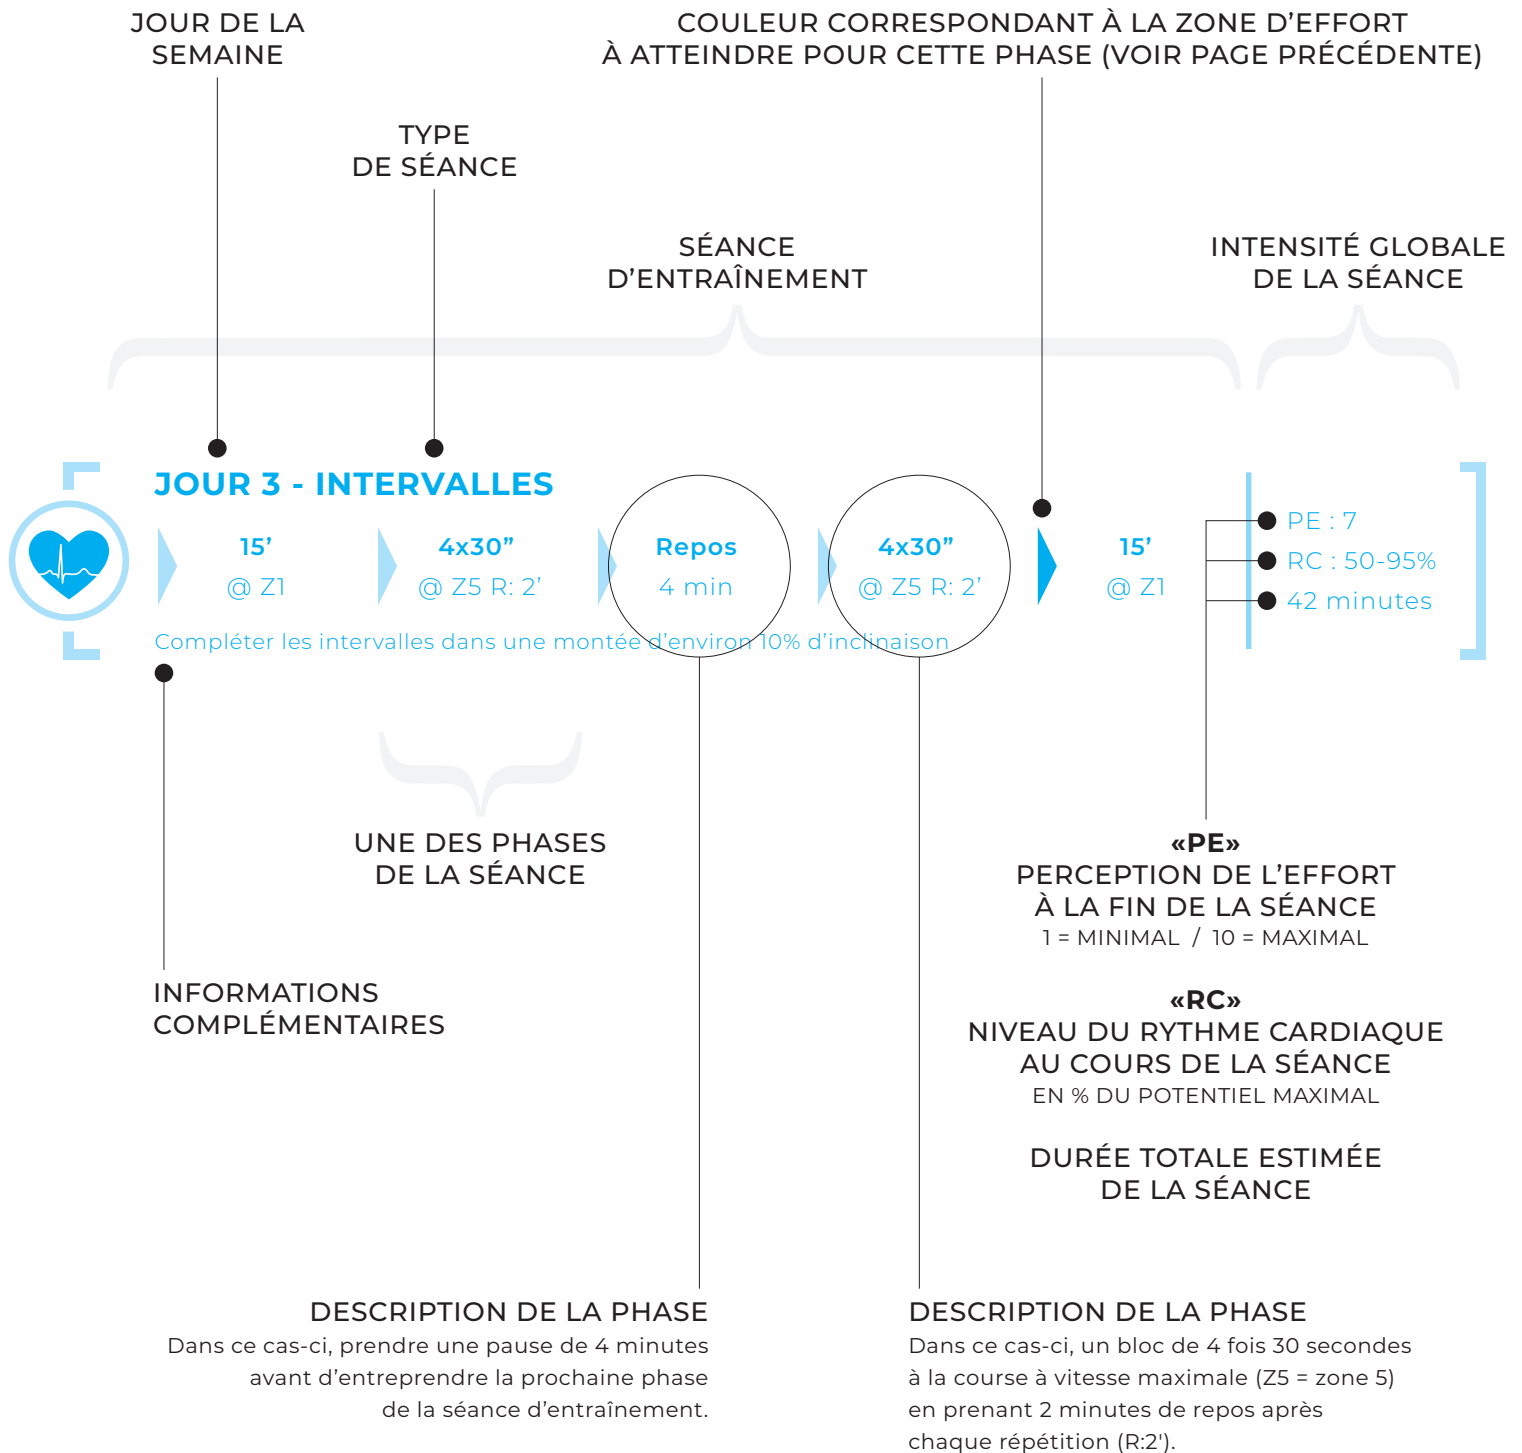 JOUR DE LA
SEMAINE
COULEUR CORRESPONDANT À LA ZONE D’EFFORT
À ATTEINDRE POUR CETTE PHASE (VOIR PAGE PRÉCÉDENTE)
TYPE
DE SÉANCE
SÉANCE
D’ENTRAÎNEMENT
INTENSITÉ GLOBALE
DE LA SÉANCE
JOUR 3 - INTERVALLES
15’
@ Z1
4x30”
@ Z5 R: 2’
Repos
4 min
4x30”
@ Z5 R: 2’
15’
@ Z1
PE : 7
RC : 50-95%
42 minutes
Compléter les intervalles dans une montée d’environ 10% d’inclinaison
UNE DES PHASES
DE LA SÉANCE
«PE»
PERCEPTION DE L’EFFORT
À LA FIN DE LA SÉANCE
1 = MINIMAL / 10 = MAXIMAL
INFORMATIONS
COMPLÉMENTAIRES
«RC»
NIVEAU DU RYTHME CARDIAQUE
AU COURS DE LA SÉANCE
EN % DU POTENTIEL MAXIMAL
DURÉE TOTALE ESTIMÉE
DE LA SÉANCE
DESCRIPTION DE LA PHASE
Dans ce cas-ci, prendre une pause de 4 minutes
avant d’entreprendre la prochaine phase
de la séance d’entraînement.
DESCRIPTION DE LA PHASE
Dans ce cas-ci, un bloc de 4 fois 30 secondes
à la course à vitesse maximale (Z5 = zone 5)
en prenant 2 minutes de repos après
chaque répétition (R:2').